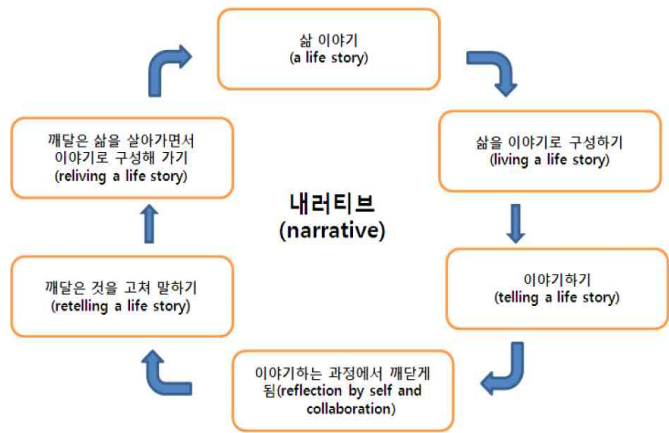 삶 이야기
(a life story)
삶을 이야기로 구성하기
(living a life story)
이야기하기
(telling a life story)
이야기하는 과정에서 깨닫게
됨(reflection by self and
collaboration)
깨달은 것을 고쳐 말하기
(retelling a life story)
깨달은 삶을 살아가면서
이야기로 구성해 가기
(reliving a life story)
내러티브
(narrative)